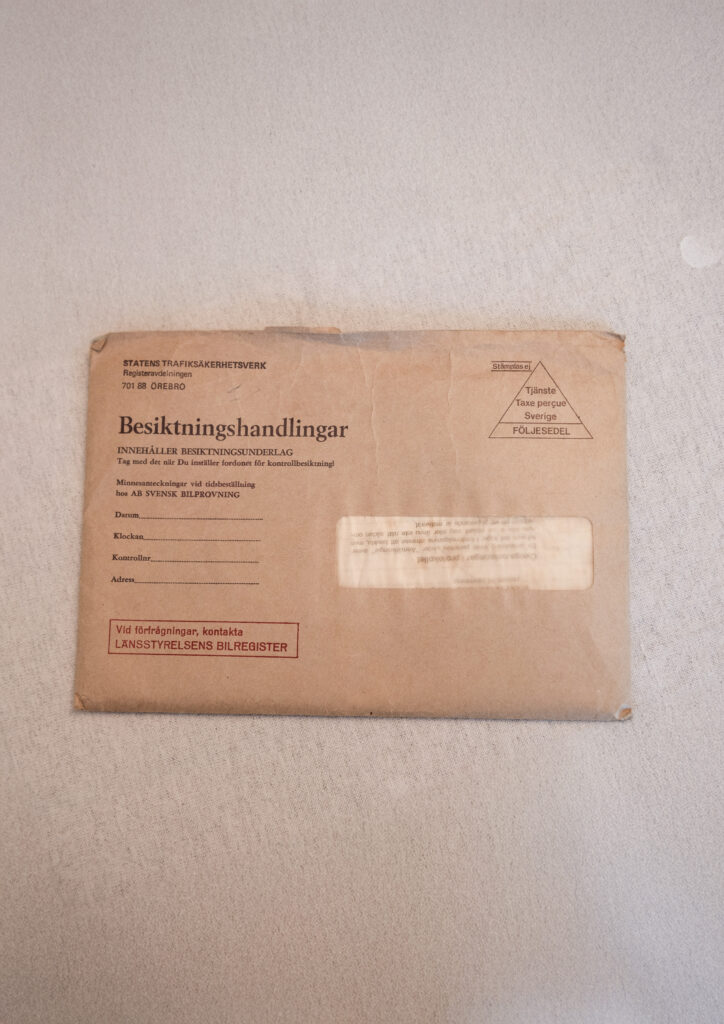 STATENS TRAFIKSÄKERHETSVERK
Registeravdelningen
701 88 ÖREBRO
Stämplas ej
Tjänste
Taxe perçue
Sverige
FÖLJESEDEL
Besiktningshandlingar
INNEHÅLLER BESIKTNINGSUNDERLAG
Tag med det när Du inställer fordonet för kontrollbesiktning!
Minnesanteckningar vid tidsbeställning
hos AB SVENSK BILPROVNING
Datum
Klockan
Kontrollnr
Adress
Vid förfrågningar, kontakta
LÄNSSTYRELSENS BILREGISTER